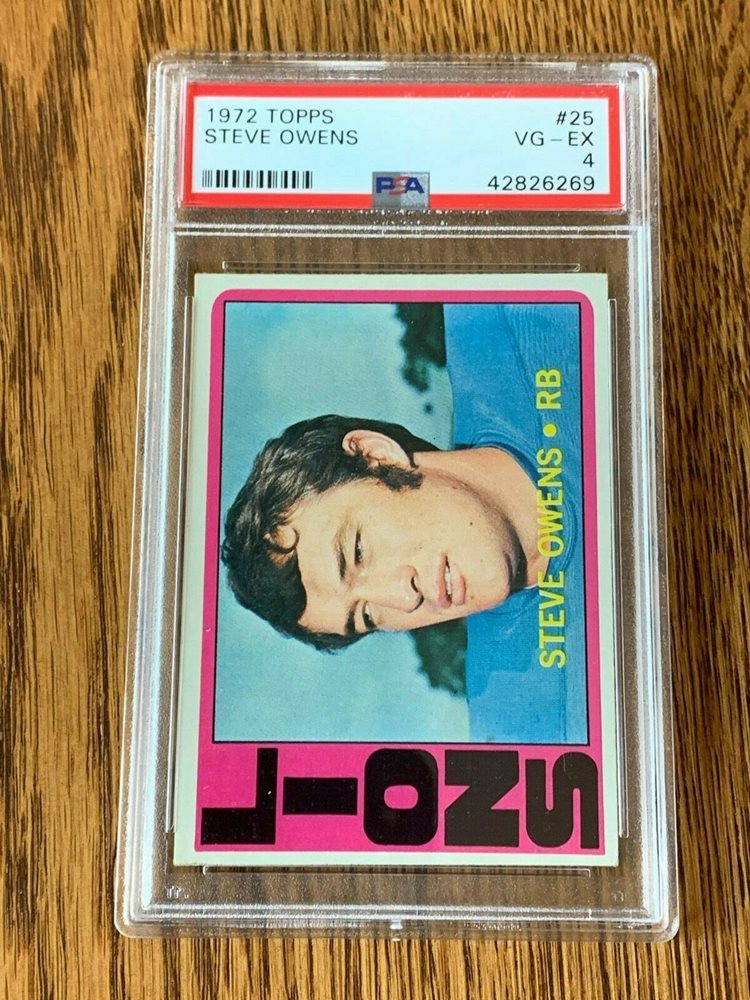 1972 TOPPS #25
STEVE OWENS VG-EX
4
PSA 42826269
STEVE OWENS • RB
LIONS